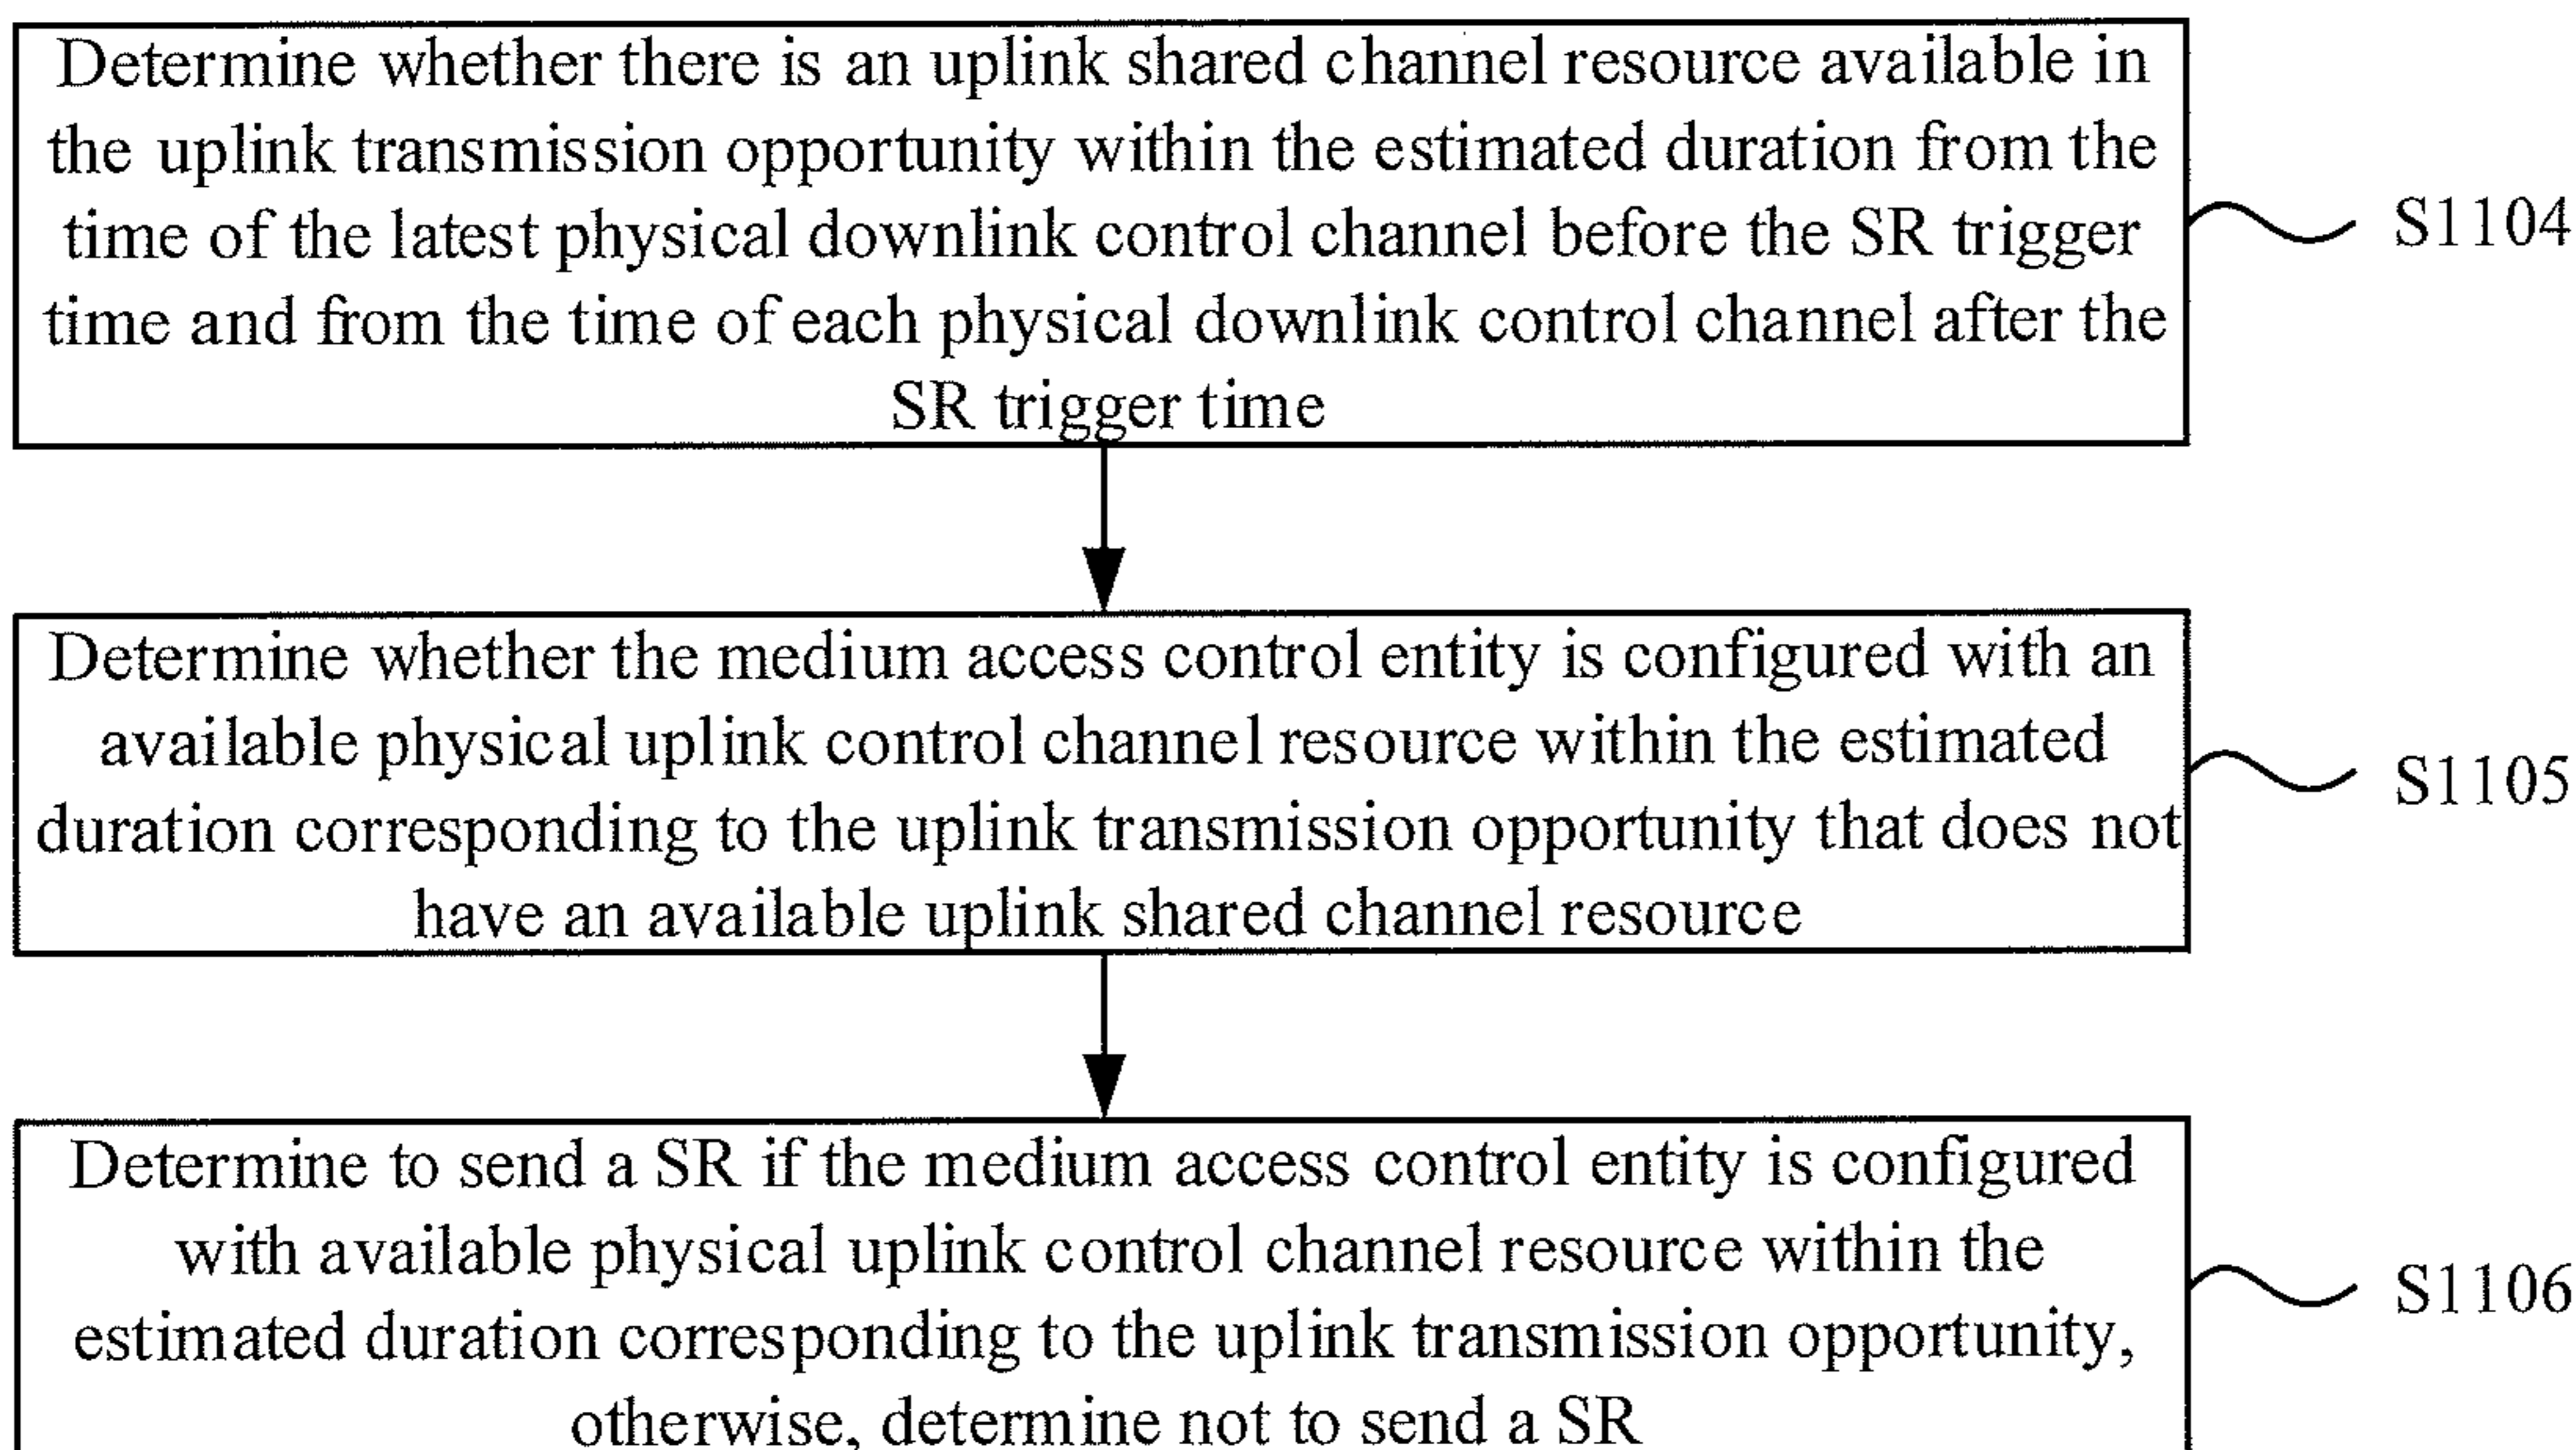 Determine whether there is an uplink shared channel resource available in
the uplink transmission opportunity within the estimated duration from the
time of the latest physical downlink control channel before the SR trigger
time and from the time of each physical downlink control channel after the
SR trigger time
S1104
Determine whether the medium access control entity is configured with an
available physical uplink control channel resource within the estimated
duration corresponding to the uplink transmission opportunity that does not
have an available uplink shared channel resource
S1105
Determine to send a SR if the medium access control entity is configured
with available physical uplink control channel resource within the
estimated duration corresponding to the uplink transmission opportunity,
otherwise, determine not to send a SR
S1106